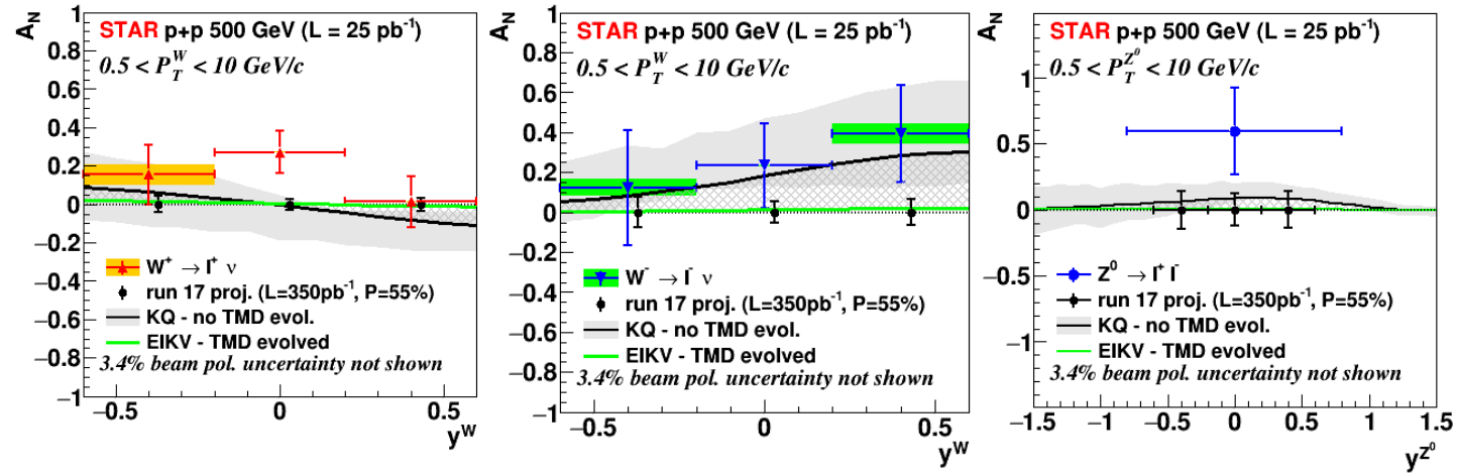 A_N
1
0.8
0.6
0.4
0.2
0
−0.2
−0.4
−0.6
−0.8
−1
STAR p+p 500 GeV (L = 25 pb⁻¹)
0.5 < P_T^W < 10 GeV/c
W⁺ → l⁺ ν
run 17 proj. (L=350pb⁻¹, P=55%)
KQ - no TMD evol.
EIKV - TMD evolved
3.4% beam pol. uncertainty not shown
−0.5 0 0.5
y^W
A_N
1
0.8
0.6
0.4
0.2
0
−0.2
−0.4
−0.6
−0.8
−1
STAR p+p 500 GeV (L = 25 pb⁻¹)
0.5 < P_T^W < 10 GeV/c
W⁻ → l⁻ ν
run 17 proj. (L=350pb⁻¹, P=55%)
KQ - no TMD evol.
EIKV - TMD evolved
3.4% beam pol. uncertainty not shown
−0.5 0 0.5
y^W
A_N
1
0.5
0
−0.5
−1
STAR p+p 500 GeV (L = 25 pb⁻¹)
0.5 < P_T^{Z⁰} < 10 GeV/c
Z⁰ → l⁺ l⁻
run 17 proj. (L=350pb⁻¹, P=55%)
KQ - no TMD evol.
EIKV - TMD evolved
3.4% beam pol. uncertainty not shown
−1.5 −1 −0.5 0 0.5 1 1.5
y^{Z⁰}